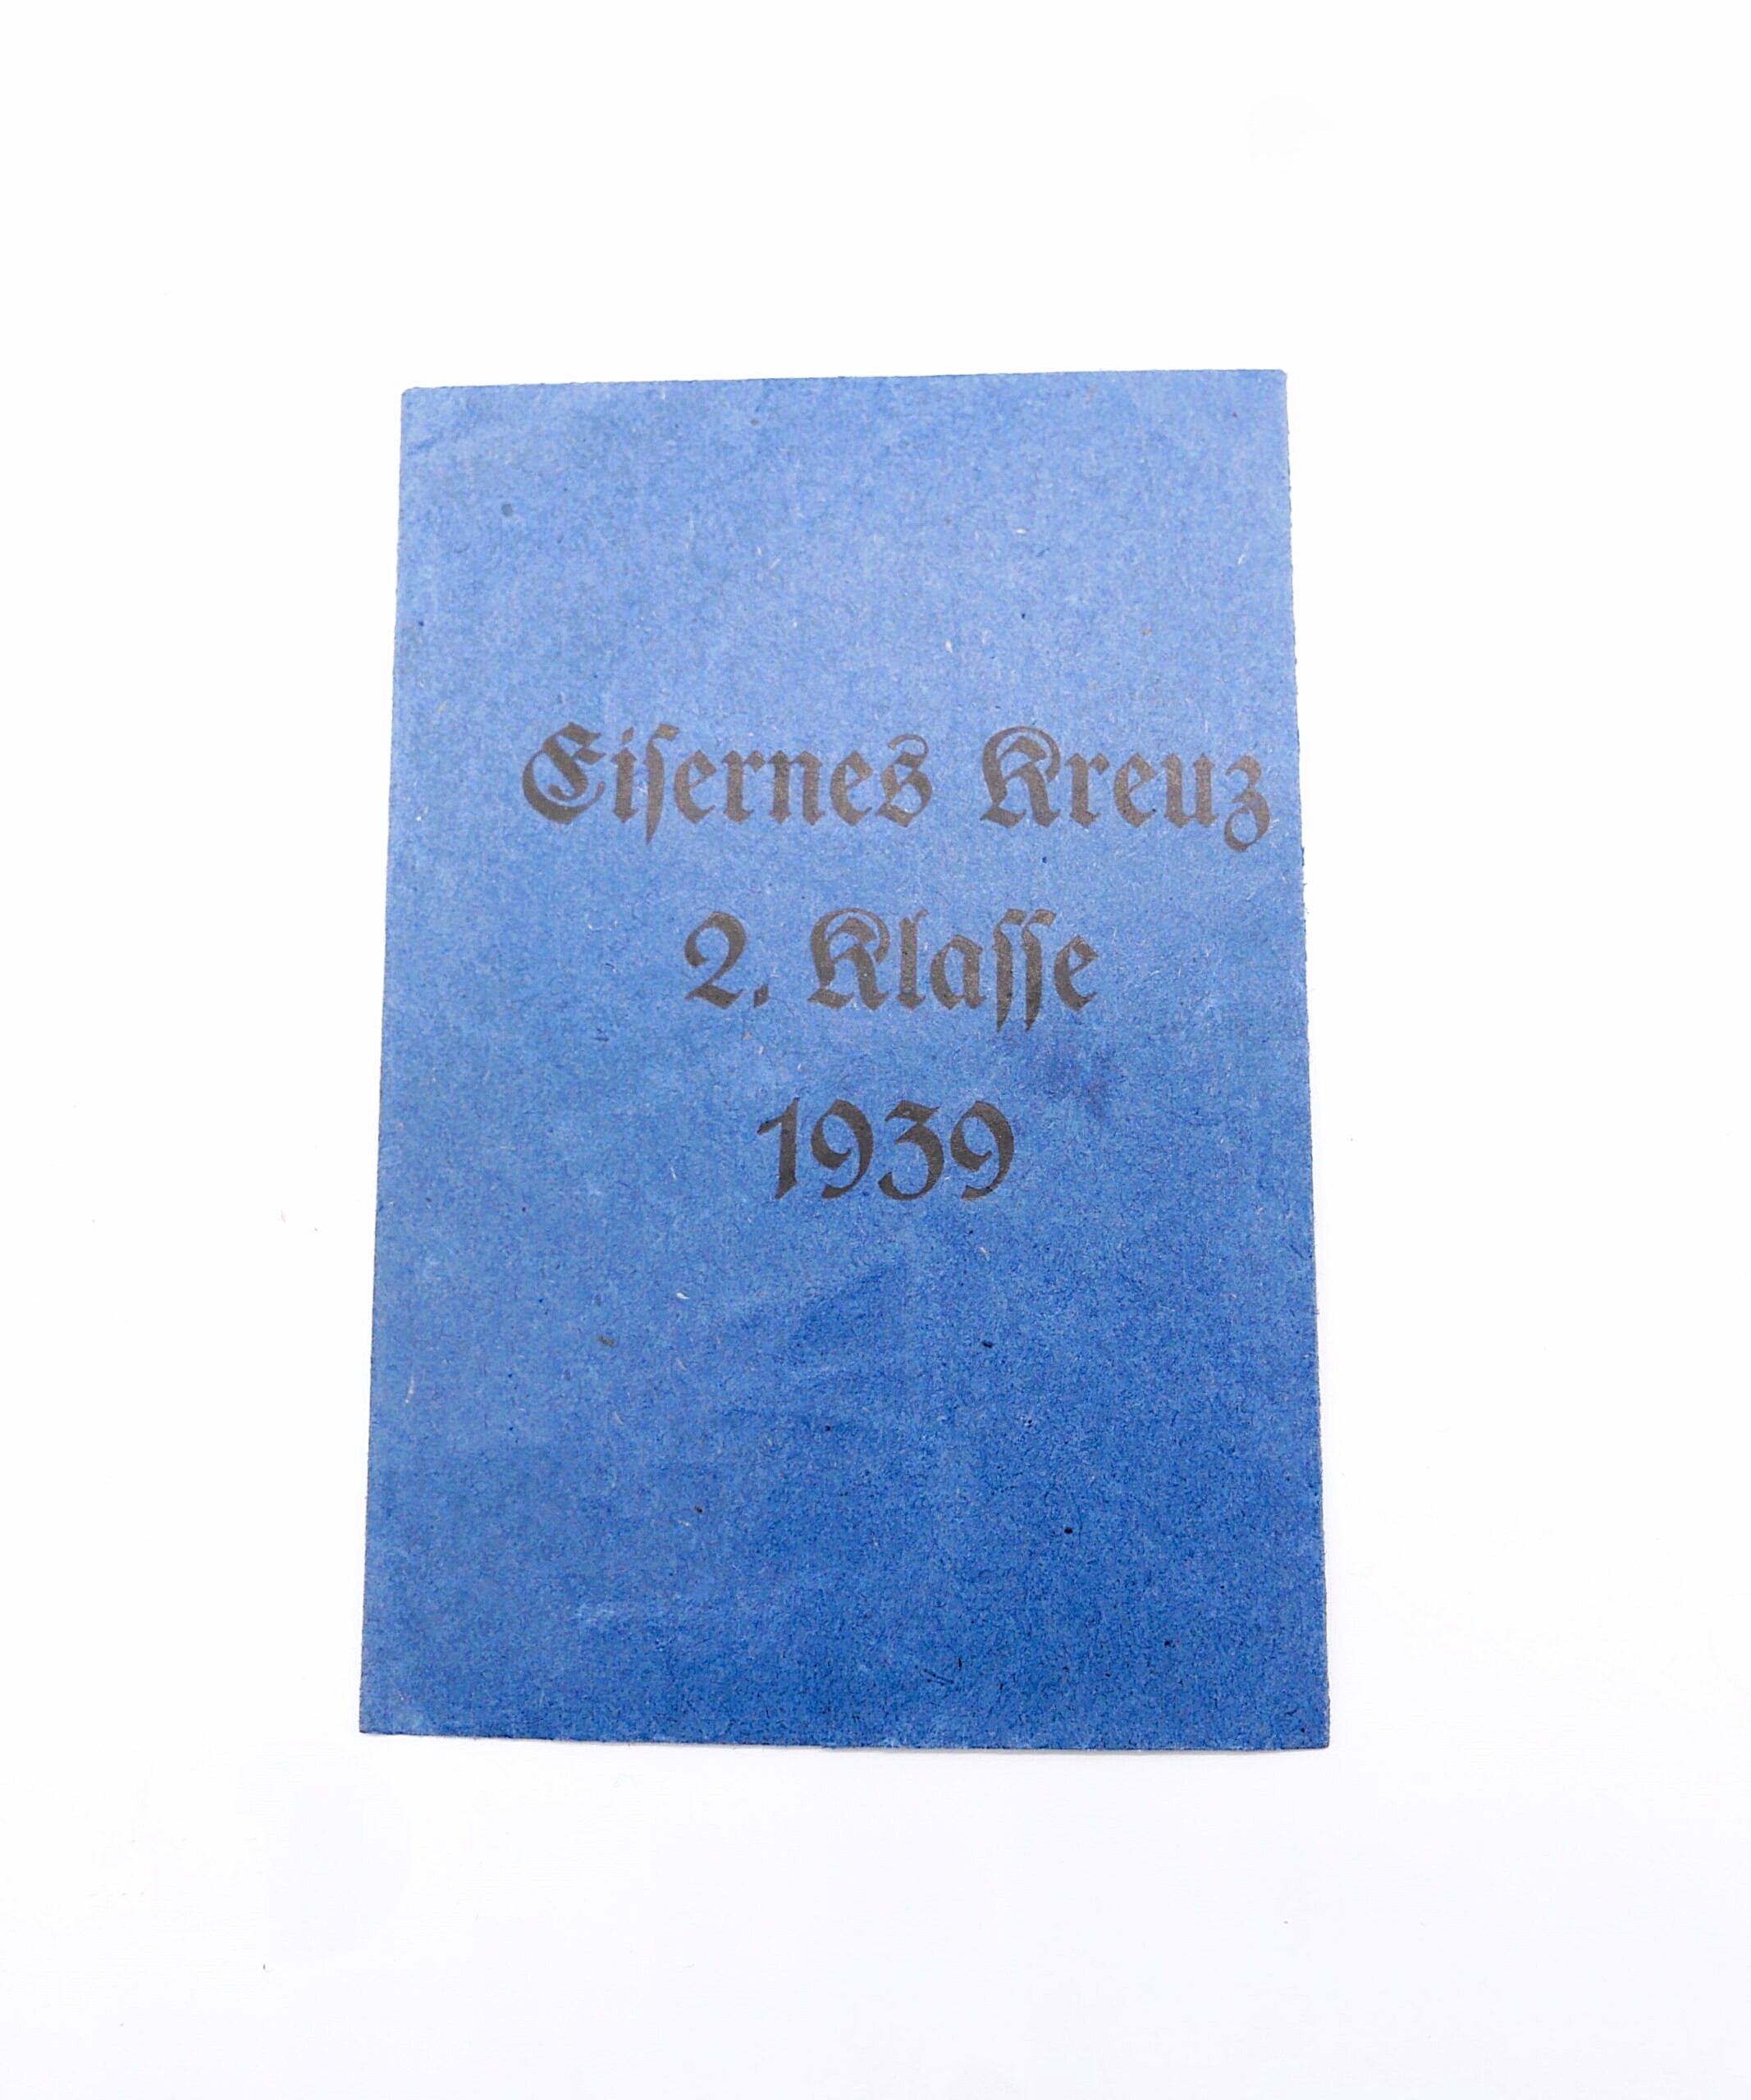 Eiſernes Kreuz
2. Klaſſe
1939